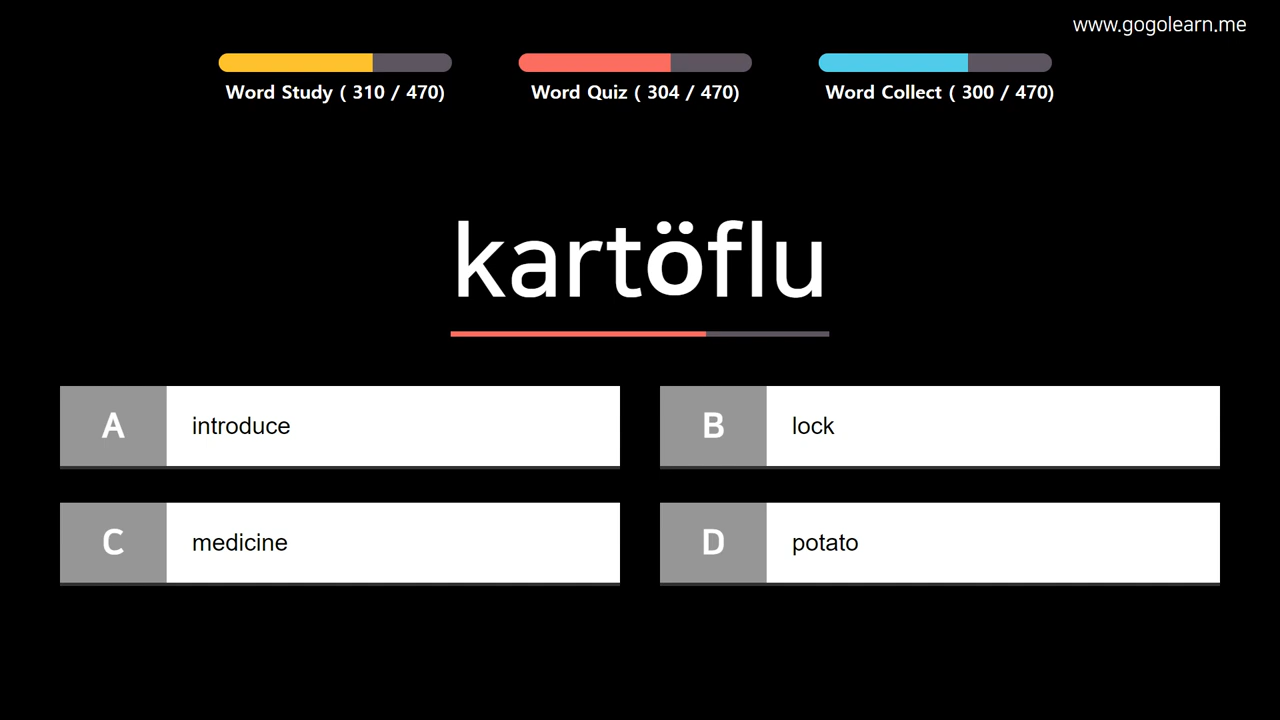 www.gogolearn.me
Word Study ( 310 / 470)
Word Quiz ( 304 / 470)
Word Collect ( 300 / 470)
kartöflu
A introduce
B lock
C medicine
D potato